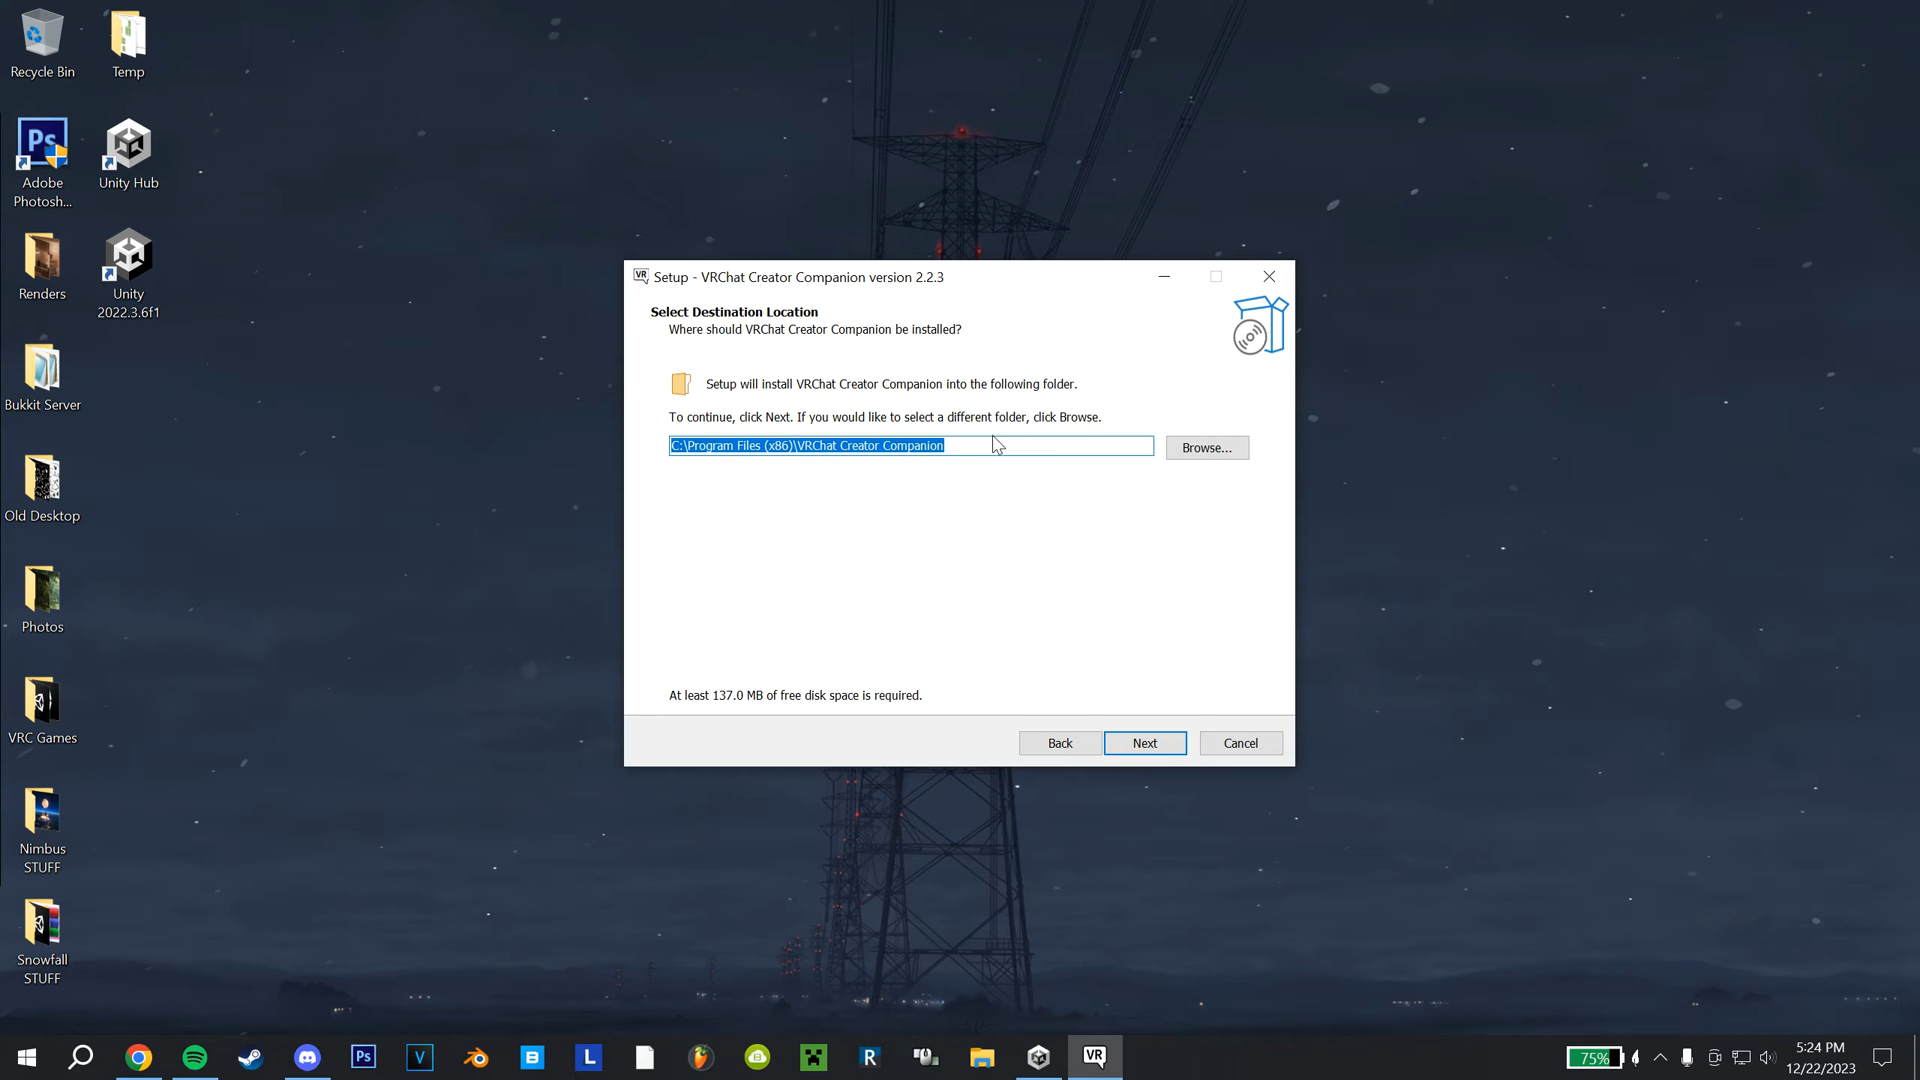 Recycle Bin
Temp
Ps
Adobe
Photosh...
Unity Hub
Renders
Unity
2022.3.6f1
Bukkit Server
Old Desktop
Photos
VRC Games
Nimbus
STUFF
Snowfall
STUFF
VR
Setup - VRChat Creator Companion version 2.2.3
Select Destination Location
Where should VRChat Creator Companion be installed?
Setup will install VRChat Creator Companion into the following folder.
To continue, click Next. If you would like to select a different folder, click Browse.
C:\Program Files (x86)\VRChat Creator Companion
Browse...
At least 137.0 MB of free disk space is required.
Back
Next
Cancel
Ps
V
B
L
R
VR
75%
5:24 PM
12/22/2023